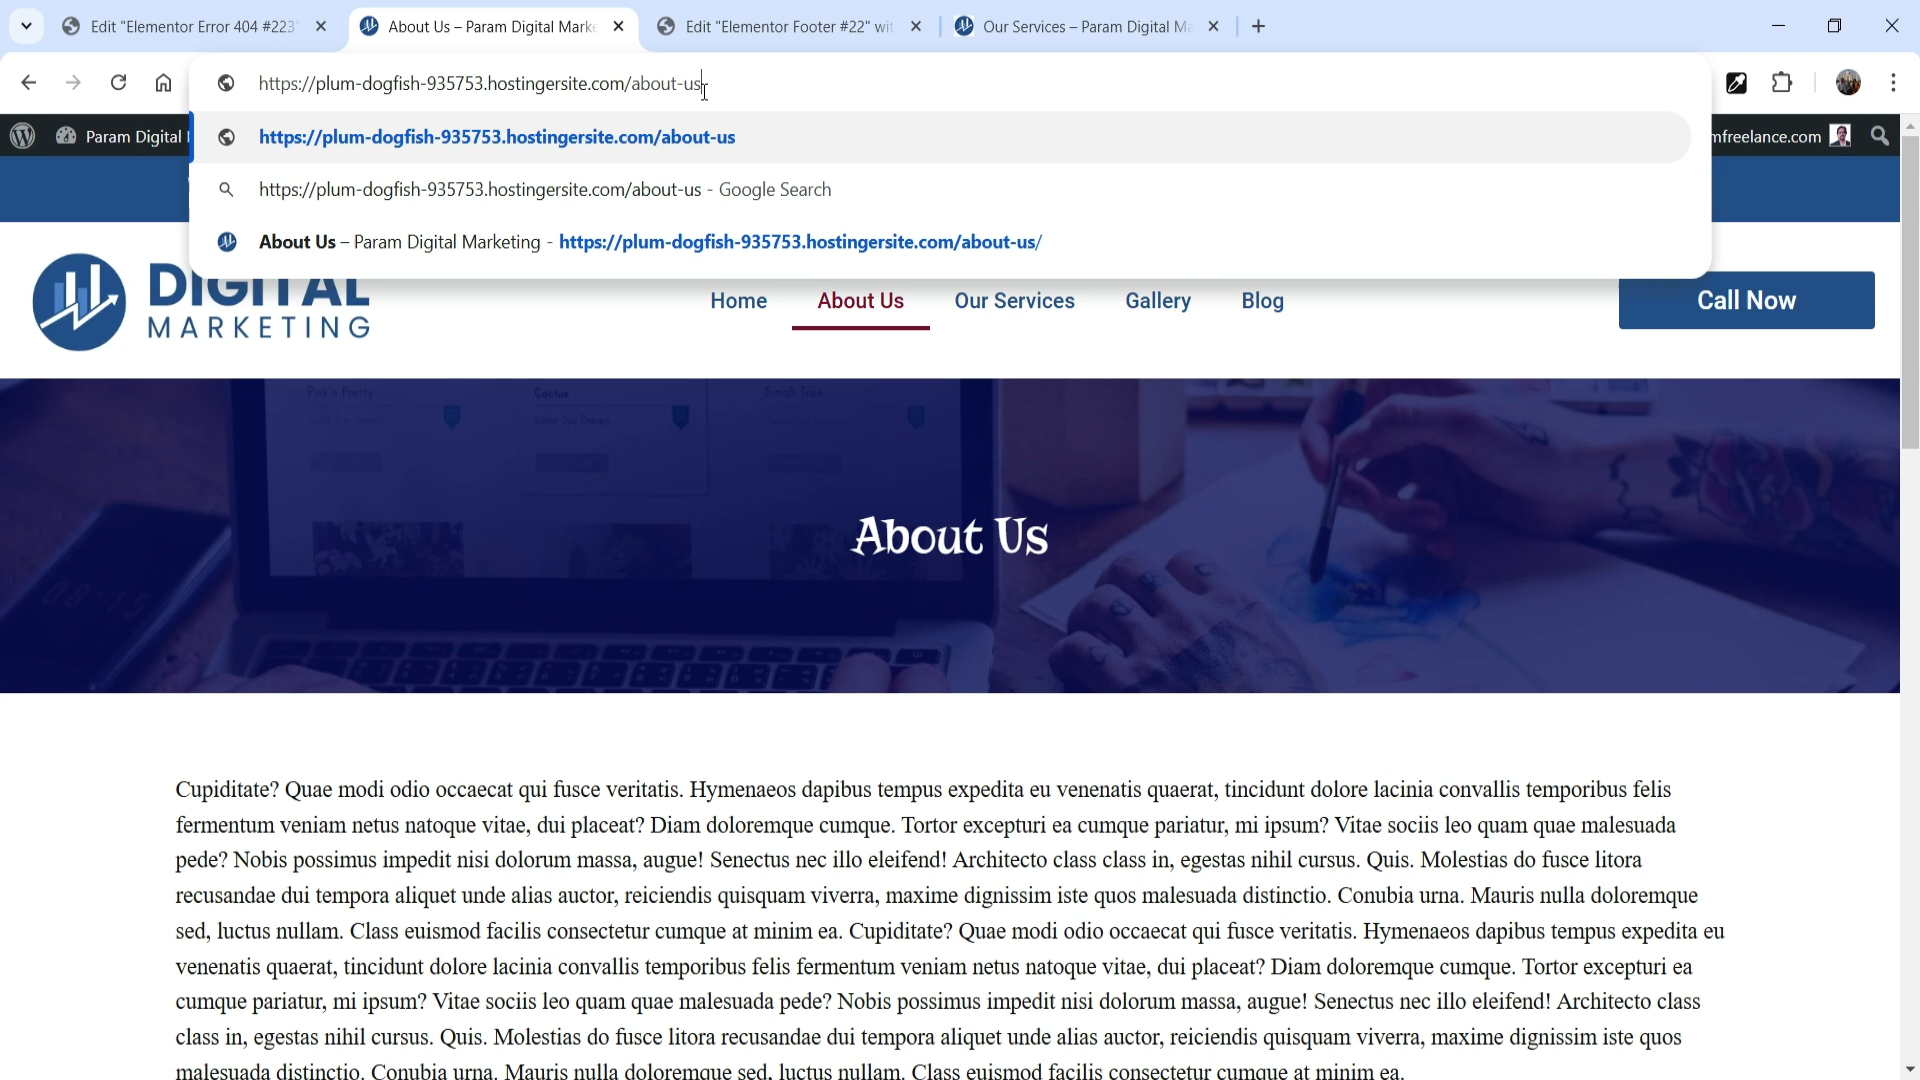 Edit "Elementor Error 404 #223"
About Us – Param Digital Marke
Edit "Elementor Footer #22" wit
Our Services – Param Digital Ma
https://plum-dogfish-935753.hostingersite.com/about-us
https://plum-dogfish-935753.hostingersite.com/about-us
https://plum-dogfish-935753.hostingersite.com/about-us - Google Search
About Us – Param Digital Marketing - https://plum-dogfish-935753.hostingersite.com/about-us/
Param Digital
mfreelance.com
DIGITAL
MARKETING
Home
About Us
Our Services
Gallery
Blog
Call Now
Pink'n Pretty
Cactus
Small Tree
08:15
About Us
Cupiditate? Quae modi odio occaecat qui fusce veritatis. Hymenaeos dapibus tempus expedita eu venenatis quaerat, tincidunt dolore lacinia convallis temporibus felis
fermentum veniam netus natoque vitae, dui placeat? Diam doloremque cumque. Tortor excepturi ea cumque pariatur, mi ipsum? Vitae sociis leo quam quae malesuada
pede? Nobis possimus impedit nisi dolorum massa, augue! Senectus nec illo eleifend! Architecto class class in, egestas nihil cursus. Quis. Molestias do fusce litora
recusandae dui tempora aliquet unde alias auctor, reiciendis quisquam viverra, maxime dignissim iste quos malesuada distinctio. Conubia urna. Mauris nulla doloremque
sed, luctus nullam. Class euismod facilis consectetur cumque at minim ea. Cupiditate? Quae modi odio occaecat qui fusce veritatis. Hymenaeos dapibus tempus expedita eu
venenatis quaerat, tincidunt dolore lacinia convallis temporibus felis fermentum veniam netus natoque vitae, dui placeat? Diam doloremque cumque. Tortor excepturi ea
cumque pariatur, mi ipsum? Vitae sociis leo quam quae malesuada pede? Nobis possimus impedit nisi dolorum massa, augue! Senectus nec illo eleifend! Architecto class
class in, egestas nihil cursus. Quis. Molestias do fusce litora recusandae dui tempora aliquet unde alias auctor, reiciendis quisquam viverra, maxime dignissim iste quos
malesuada distinctio. Conubia urna. Mauris nulla doloremque sed, luctus nullam. Class euismod facilis consectetur cumque at minim ea.